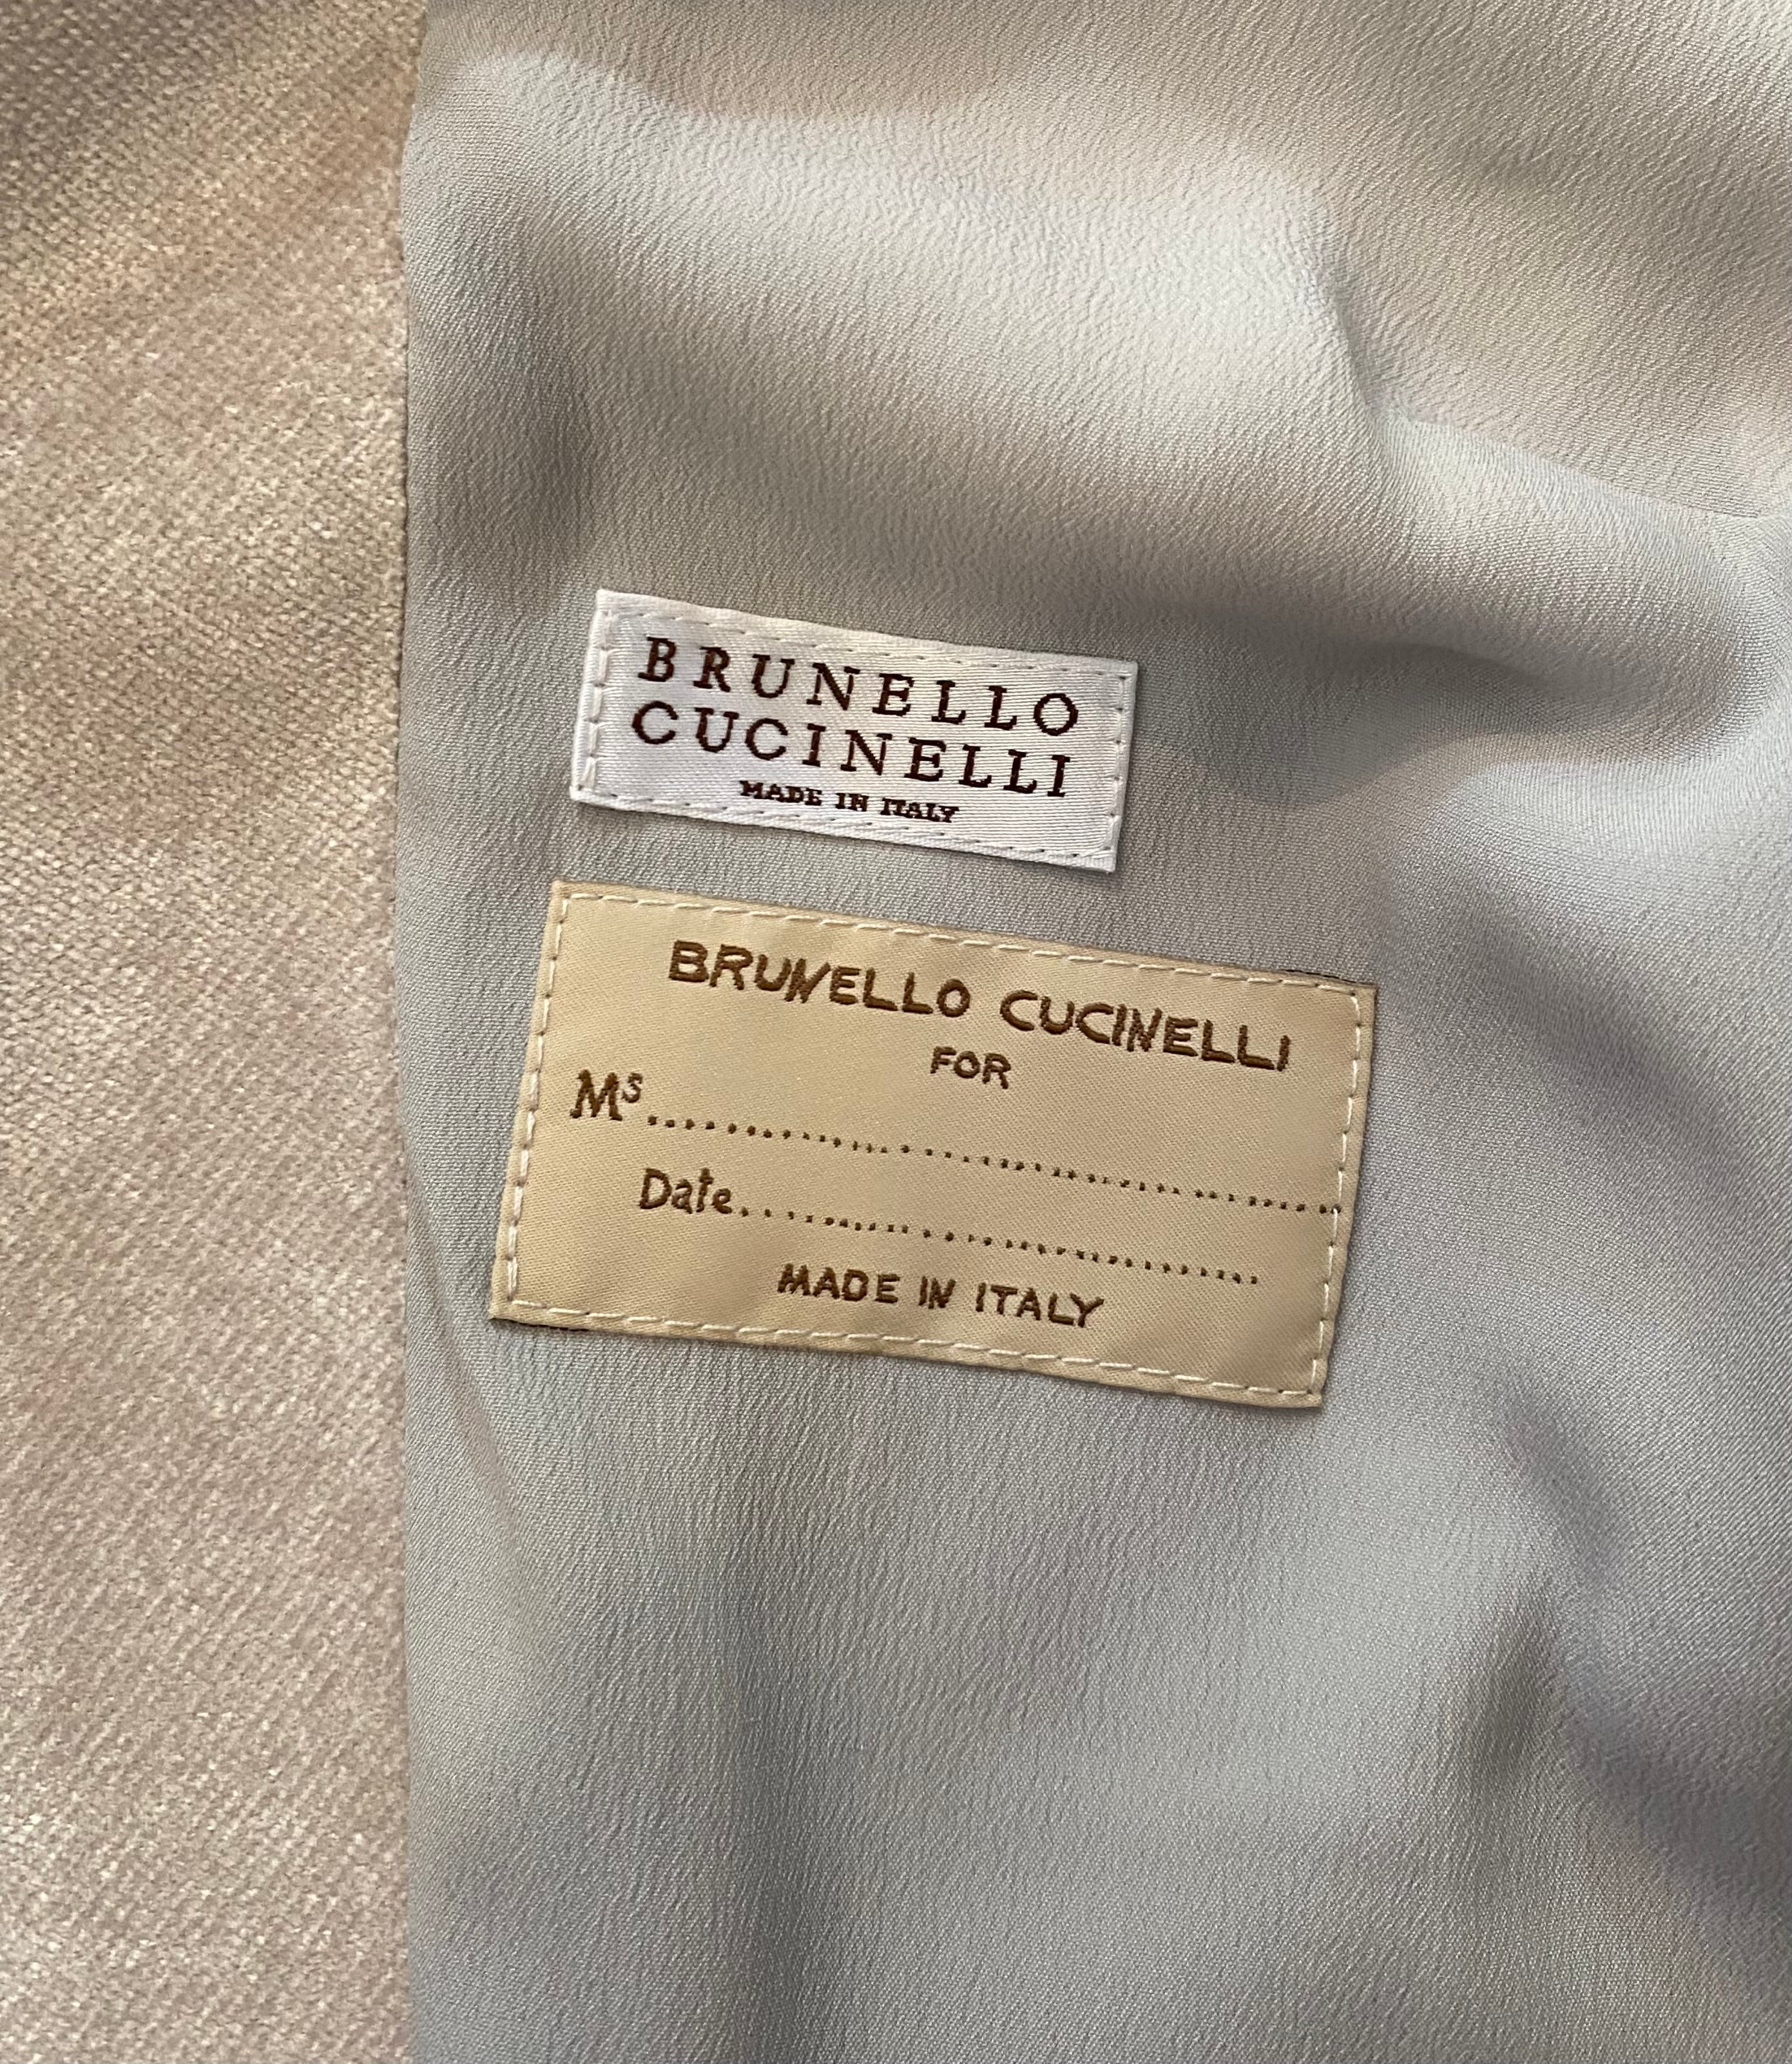 BRUNELLO
CUCINELLI
MADE IN ITALY
BRUNELLO CUCINELLI
FOR
Ms..............................................
Date......................................
MADE IN ITALY